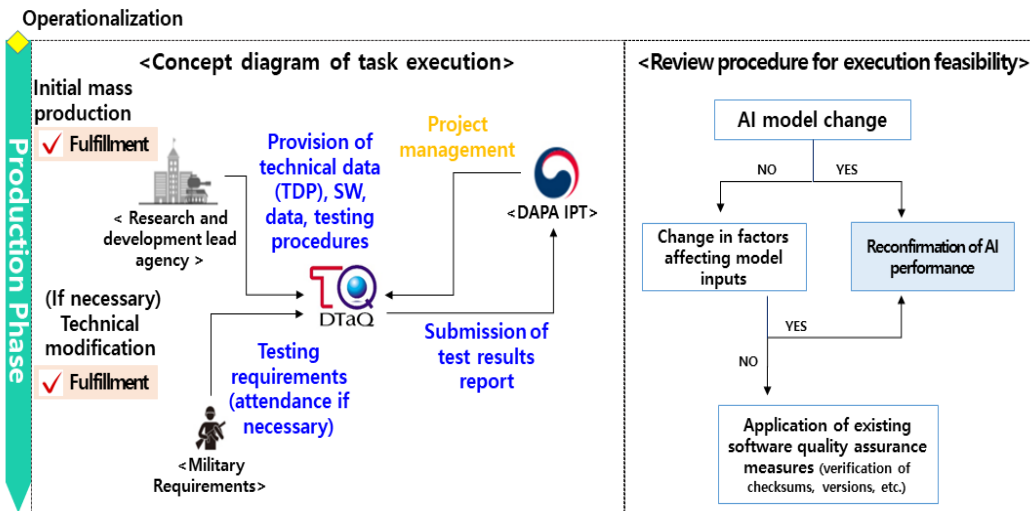 Operationalization
Production Phase
<Concept diagram of task execution>
Initial mass
production
Fulfillment
Provision of
technical data
(TDP), SW,
data, testing
procedures
Project
management
< Research and
development lead
agency >
<DAPA IPT>
(If necessary)
Technical
modification
Fulfillment
TQ
DTaQ
Testing
requirements
(attendance if
necessary)
Submission of
test results
report
<Military
Requirements>
<Review procedure for execution feasibility>
AI model change
NO
YES
Change in factors
affecting model
inputs
Reconfirmation of AI
performance
YES
NO
Application of existing
software quality assurance
measures (verification of
checksums, versions, etc.)